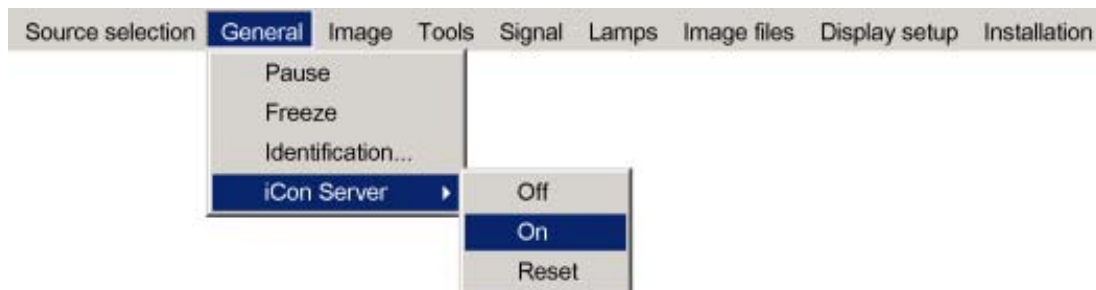 Source selection General Image Tools Signal Lamps Image files Display setup Installation
Pause
Freeze
Identification...
iCon Server
Off
On
Reset